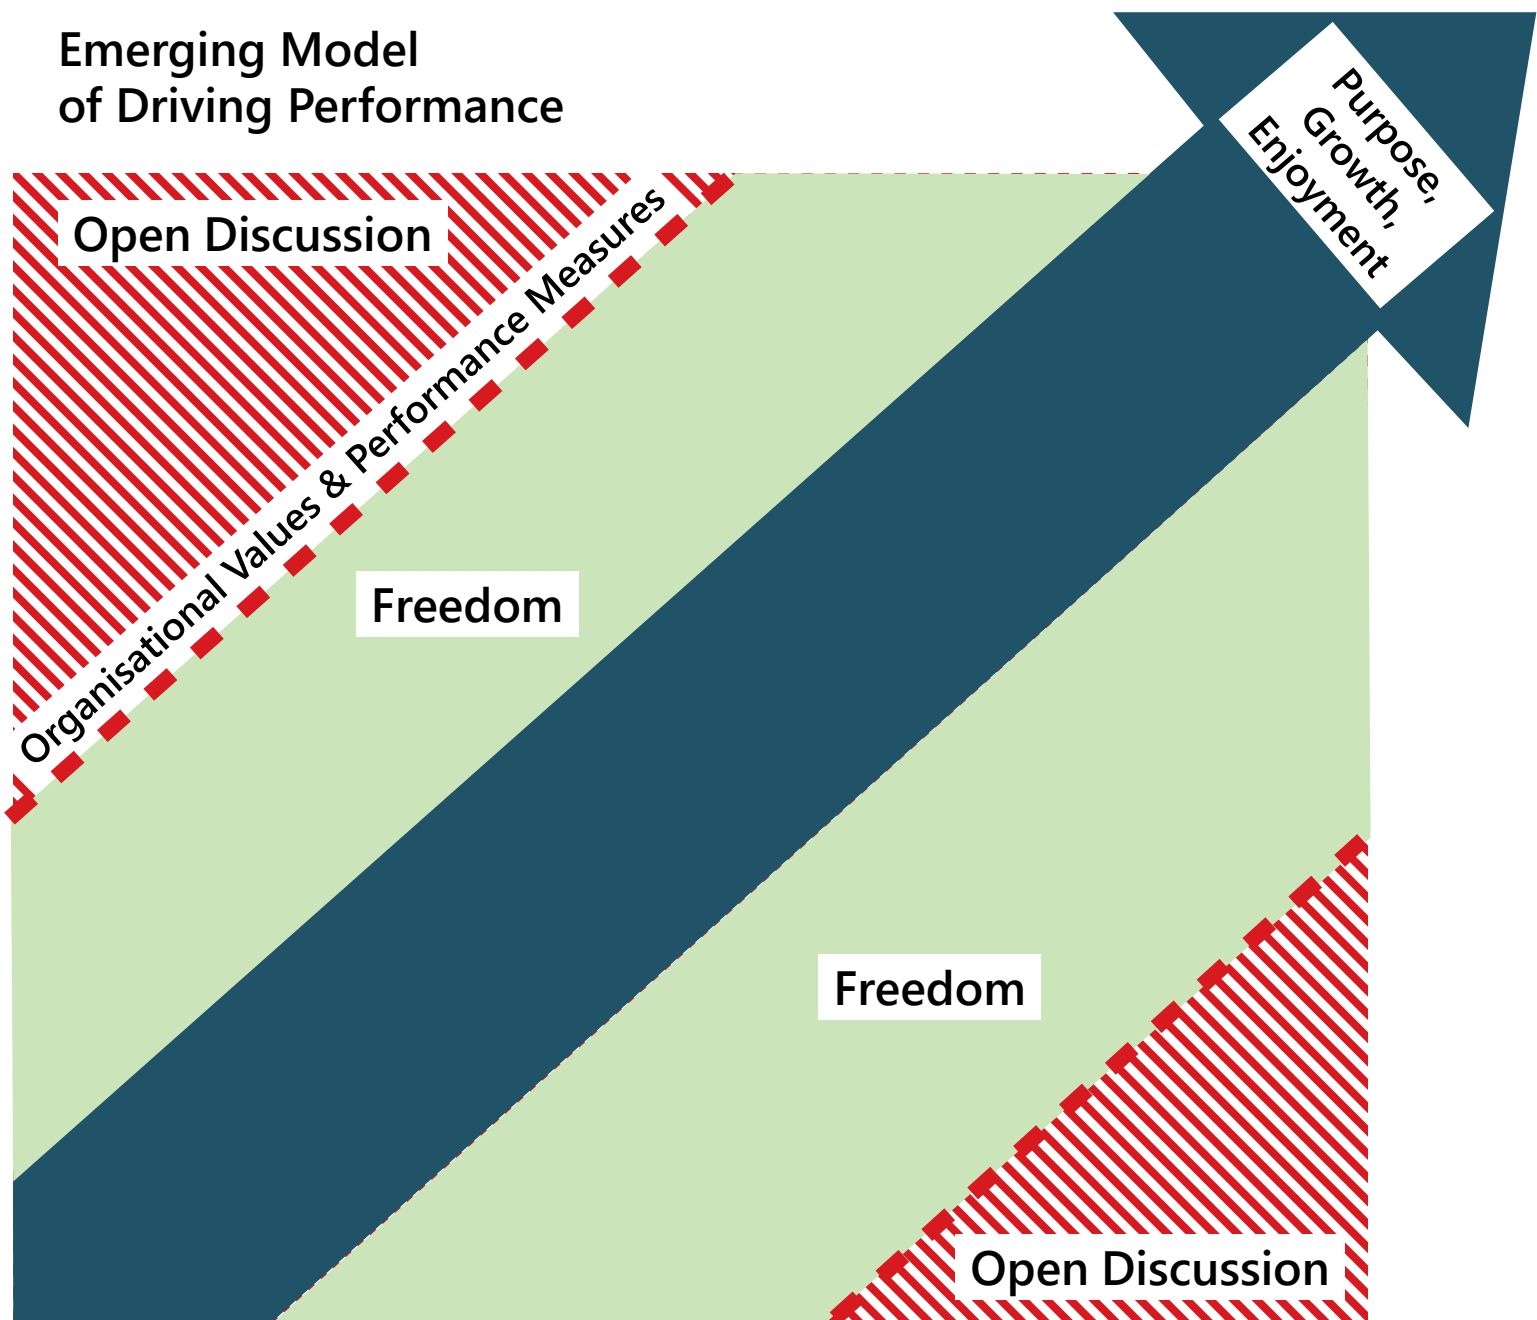 Emerging Model
of Driving Performance
Open Discussion
Organisational Values & Performance Measures
Purpose,
Growth,
Enjoyment
Freedom
Freedom
Open Discussion